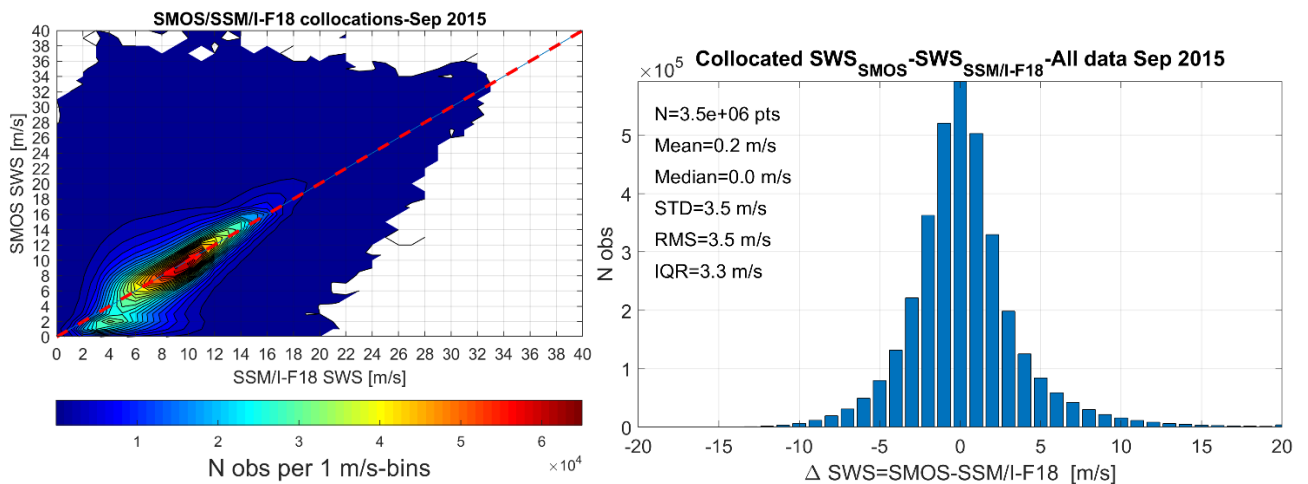 SMOS/SSM/I-F18 collocations-Sep 2015
40
38
36
34
32
30
28
26
24
22
20
18
16
14
12
10
8
6
4
2
0
SMOS SWS [m/s]
0 2 4 6 8 10 12 14 16 18 20 22 24 26 28 30 32 34 36 38 40
SSM/I-F18 SWS [m/s]
1 2 3 4 5 6
×10⁴
N obs per 1 m/s-bins
Collocated SWS_SMOS-SWS_SSM/I-F18-All data Sep 2015
×10⁵
N=3.5e+06 pts
Mean=0.2 m/s
Median=0.0 m/s
STD=3.5 m/s
RMS=3.5 m/s
IQR=3.3 m/s
5
4
3
2
1
0
N obs
-20 -15 -10 -5 0 5 10 15 20
Δ SWS=SMOS-SSM/I-F18 [m/s]